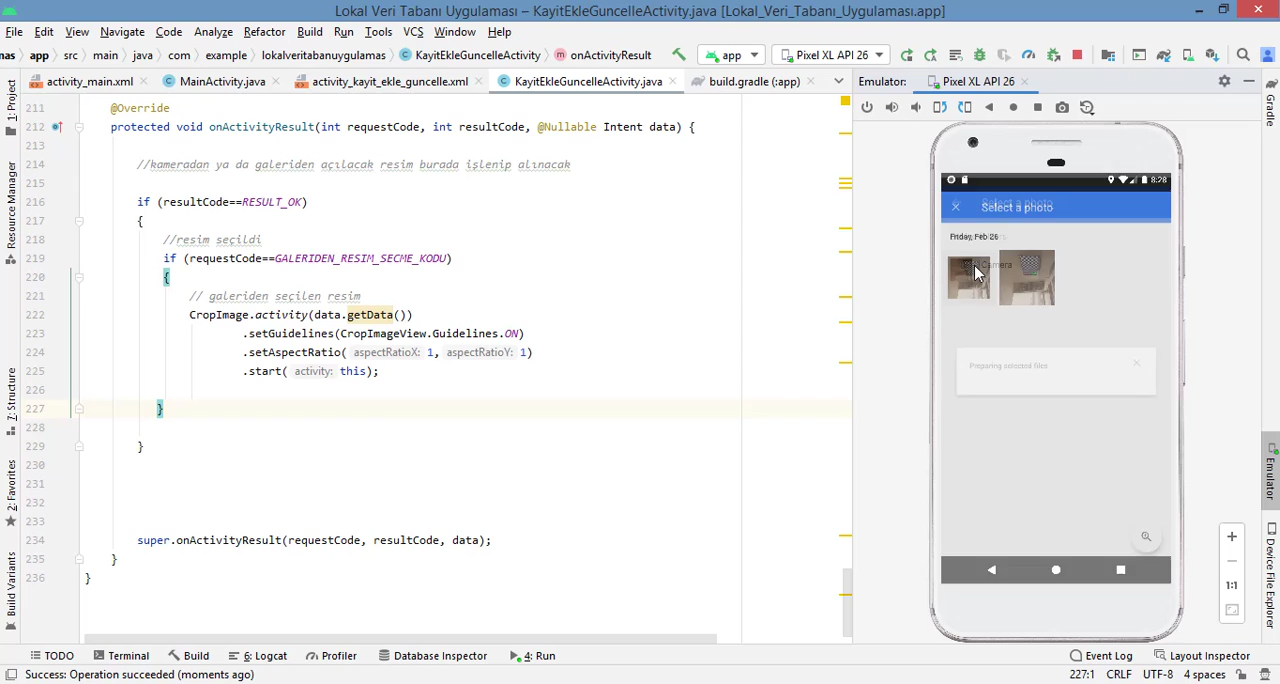 Lokal Veri Tabanı Uygulaması – KayitEkleGuncelleActivity.java [Lokal_Veri_Tabanı_Uygulaması.app]
File Edit View Navigate Code Analyze Refactor Build Run Tools VCS Window Help
nas app src main java com example lokalveritabaniuygulamas KayitEkleGuncelleActivity onActivityResult app Pixel XL API 26
activity_main.xml MainActivity.java activity_kayit_ekle_guncelle.xml KayitEkleGuncelleActivity.java build.gradle (:app) Emulator: Pixel XL API 26
1: Project
Resource Manager
7: Structure
2: Favorites
Build Variants
211 @Override
212 protected void onActivityResult(int requestCode, int resultCode, @Nullable Intent data) {
213
214 //kameradan ya da galeriden açılacak resim burada işlenip alınacak
215
216 if (resultCode==RESULT_OK)
217 {
218 //resim seçildi
219 if (requestCode==GALERIDEN_RESIM_SECME_KODU)
220 {
221 // galeriden seçilen resim
222 CropImage.activity(data.getData())
223 .setGuidelines(CropImageView.Guidelines.ON)
224 .setAspectRatio( aspectRatioX: 1, aspectRatioY: 1)
225 .start( activity: this);
226
227 }
228
229 }
230
231
232
233
234 super.onActivityResult(requestCode, resultCode, data);
235 }
236 }
8:28
Select a photo
Friday, Feb 26
Camera
Preparing selected files
1:1
Gradle
Emulator
Device File Explorer
TODO Terminal Build 6: Logcat Profiler Database Inspector 4: Run Event Log Layout Inspector
Success: Operation succeeded (moments ago) 227:1 CRLF UTF-8 4 spaces